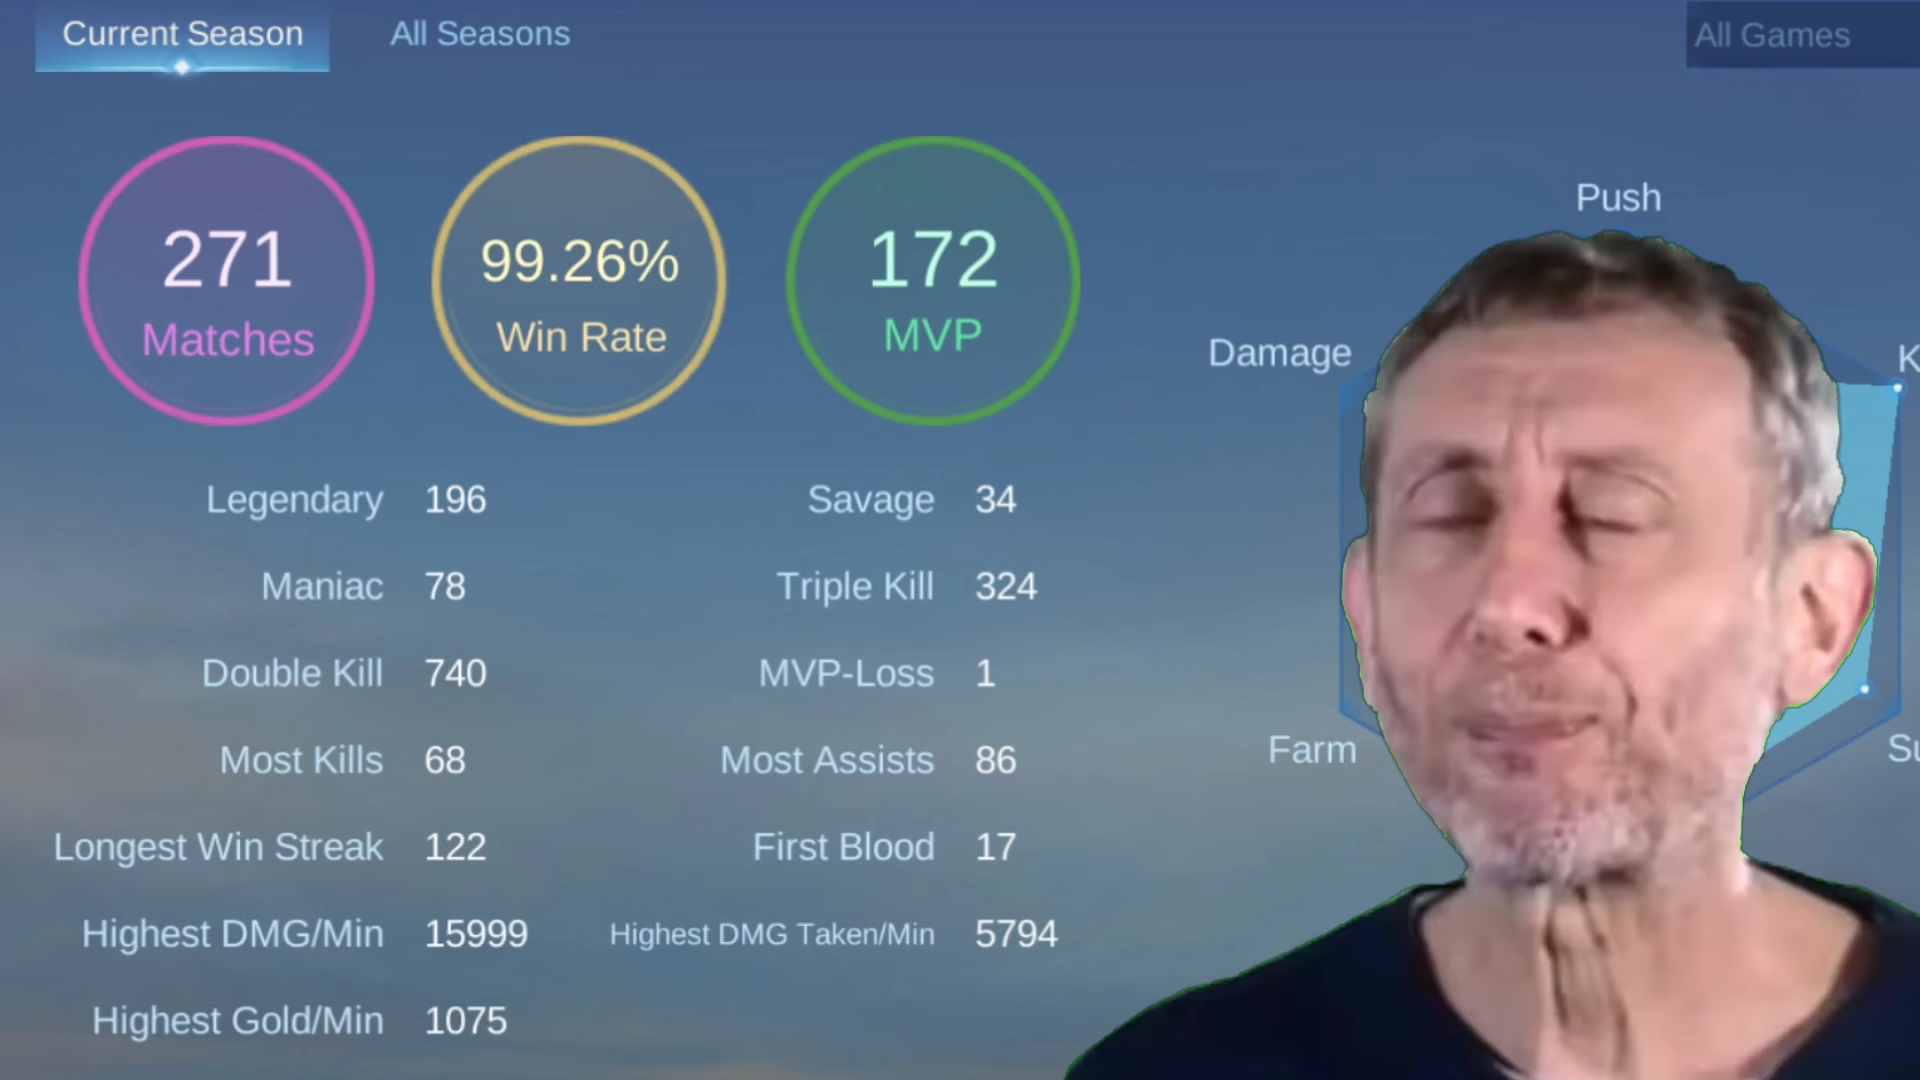 Current Season All Seasons All Games
271 Matches
99.26% Win Rate
172 MVP
Legendary 196 Savage 34
Maniac 78 Triple Kill 324
Double Kill 740 MVP-Loss 1
Most Kills 68 Most Assists 86
Longest Win Streak 122 First Blood 17
Highest DMG/Min 15999 Highest DMG Taken/Min 5794
Highest Gold/Min 1075
Push
Damage K
Farm Su